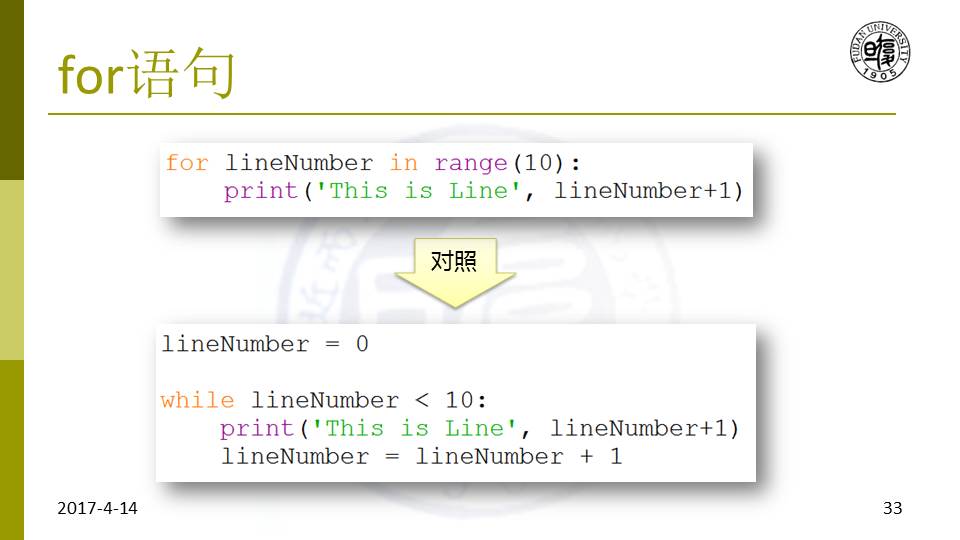 for语句
FUDAN UNIVERSITY
1905
for lineNumber in range(10):
    print('This is Line', lineNumber+1)
对照
lineNumber = 0
while lineNumber < 10:
    print('This is Line', lineNumber+1)
    lineNumber = lineNumber + 1
2017-4-14
33